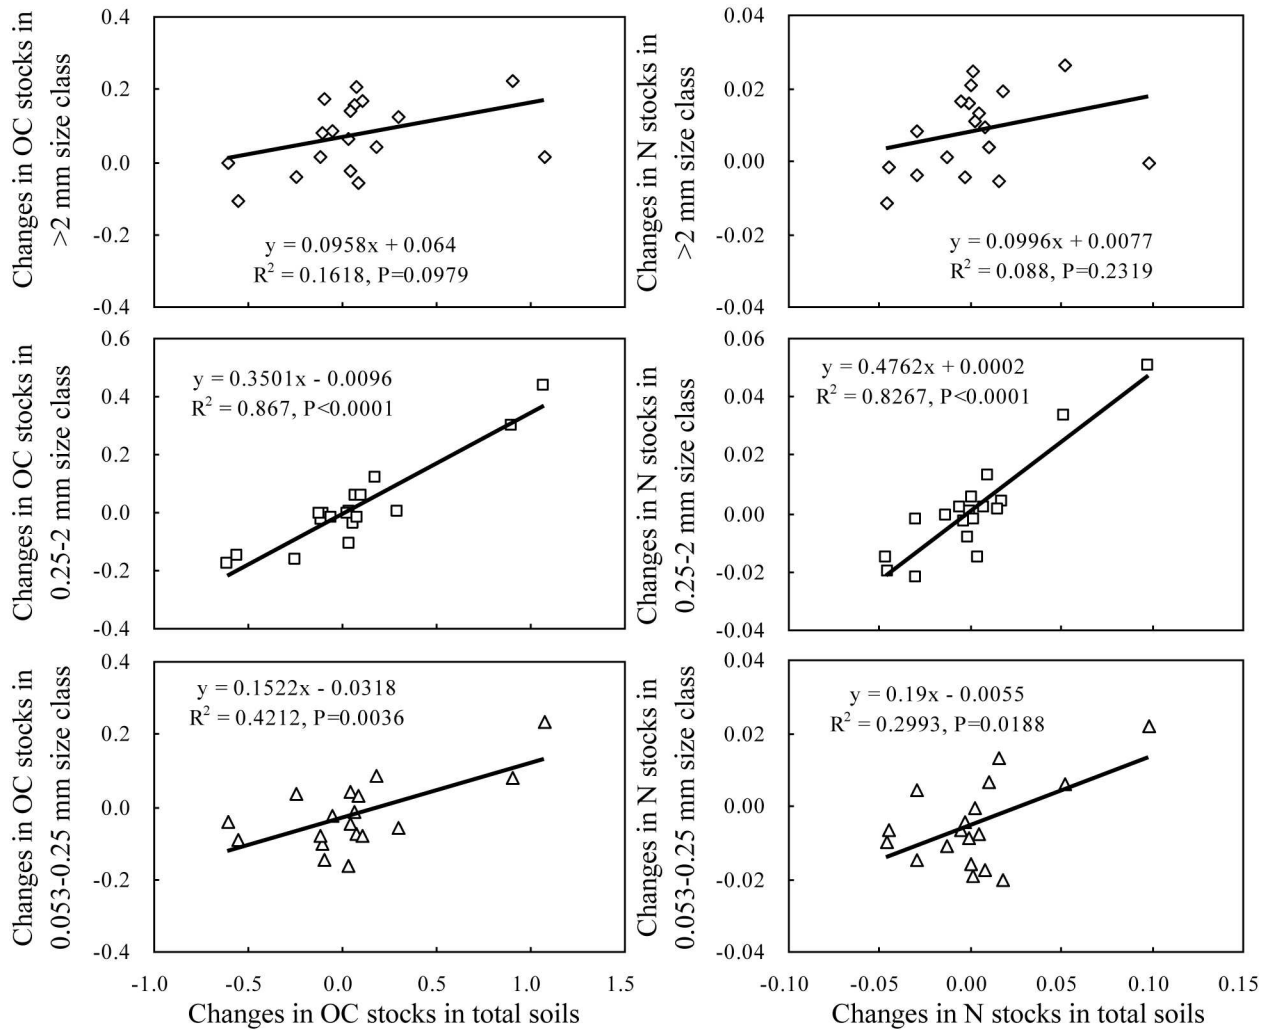 Changes in OC stocks in
>2 mm size class
0.4
0.2
0.0
-0.2
-0.4
y = 0.0958x + 0.064
R² = 0.1618, P=0.0979
Changes in N stocks in
>2 mm size class
0.04
0.02
0.00
-0.02
-0.04
y = 0.0996x + 0.0077
R² = 0.088, P=0.2319
Changes in OC stocks in
0.25-2 mm size class
0.6
0.4
0.2
0.0
-0.2
-0.4
y = 0.3501x - 0.0096
R² = 0.867, P<0.0001
Changes in N stocks in
0.25-2 mm size class
0.06
0.04
0.02
0.00
-0.02
-0.04
y = 0.4762x + 0.0002
R² = 0.8267, P<0.0001
Changes in OC stocks in
0.053-0.25 mm size class
0.4
0.2
0.0
-0.2
-0.4
y = 0.1522x - 0.0318
R² = 0.4212, P=0.0036
-1.0 -0.5 0.0 0.5 1.0 1.5
Changes in OC stocks in total soils
Changes in N stocks in
0.053-0.25 mm size class
0.04
0.02
0.00
-0.02
-0.04
y = 0.19x - 0.0055
R² = 0.2993, P=0.0188
-0.10 -0.05 0.00 0.05 0.10 0.15
Changes in N stocks in total soils